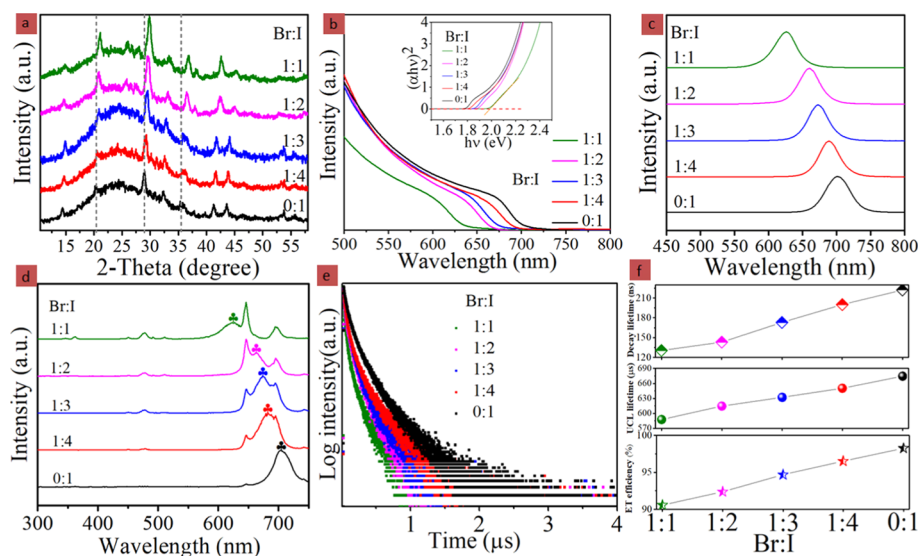 a
Br:I
1:1
1:2
1:3
1:4
0:1
Intensity (a.u.)
15 20 25 30 35 40 45 50 55
2-Theta (degree)
b
Intensity (a.u.)
(αhν)²
4
3
2
1
0
Br:I
1:1
1:2
1:3
1:4
0:1
1.6 1.8 2.0 2.2 2.4
hν (eV)
Br:I
1:1
1:2
1:3
1:4
0:1
500 550 600 650 700 750 800
Wavelength (nm)
c
Br:I
1:1
1:2
1:3
1:4
0:1
Intensity (a.u.)
450 500 550 600 650 700 750 800
Wavelength (nm)
d
Br:I
1:1
1:2
1:3
1:4
0:1
Intensity (a.u.)
300 400 500 600 700
Wavelength (nm)
e
Br:I
1:1
1:2
1:3
1:4
0:1
Log intensity(a.u.)
0 1 2 3 4
Time (μs)
f
Decay lifetime (ns)
210
180
150
120
UCL lifetime (μs)
690
660
630
600
570
ET efficiency (%)
100
95
90
1:1 1:2 1:3 1:4 0:1
Br:I